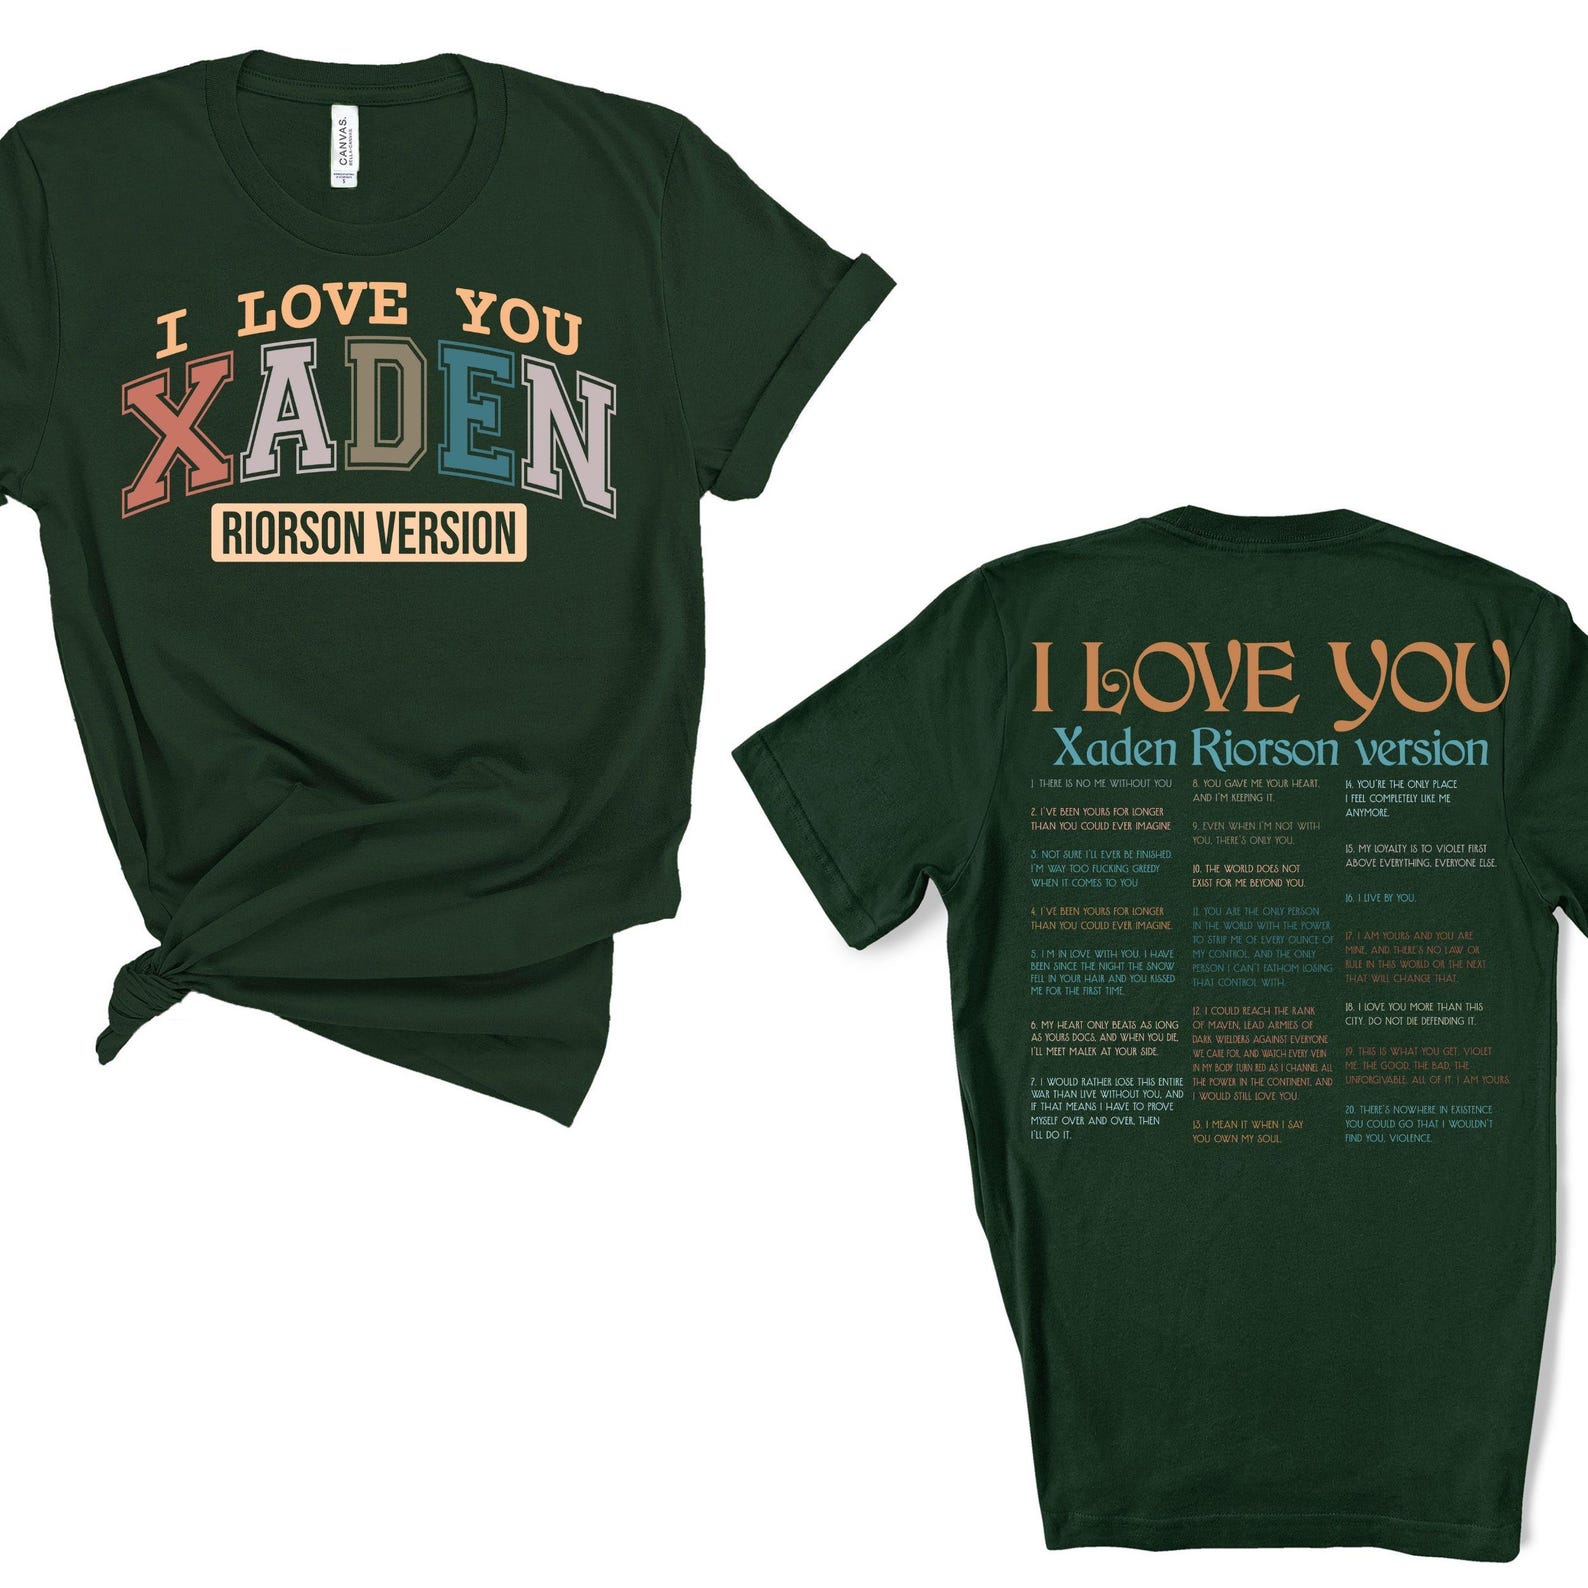 CANVAS.
BELLA+CANVAS.
S
I LOVE YOU
XADEN
RIORSON VERSION
I LOVE YOU
Xaden Riorson version
1 THERE IS NO ME WITHOUT YOU
2. I'VE BEEN YOURS FOR LONGER
THAN YOU COULD EVER IMAGINE
3. NOT SURE I'LL EVER BE FINISHED.
I'M WAY TOO FUCKING GREEDY
WHEN IT COMES TO YOU
4. I'VE BEEN YOURS FOR LONGER
THAN YOU COULD EVER IMAGINE.
5. I'M IN LOVE WITH YOU. I HAVE
BEEN SINCE THE NIGHT THE SNOW
FELL IN YOUR HAIR AND YOU KISSED
ME FOR THE FIRST TIME.
6. MY HEART ONLY BEATS AS LONG
AS YOURS DOES, AND WHEN YOU DIE,
I'LL MEET MALEK AT YOUR SIDE.
7. I WOULD RATHER LOSE THIS ENTIRE
WAR THAN LIVE WITHOUT YOU, AND
IF THAT MEANS I HAVE TO PROVE
MYSELF OVER AND OVER, THEN
I'LL DO IT.
8. YOU GAVE ME YOUR HEART,
AND I'M KEEPING IT.
9. EVEN WHEN I'M NOT WITH
YOU, THERE'S ONLY YOU.
10. THE WORLD DOES NOT
EXIST FOR ME BEYOND YOU.
11. YOU ARE THE ONLY PERSON
IN THE WORLD WITH THE POWER
TO STRIP ME OF EVERY OUNCE OF
MY CONTROL, AND THE ONLY
PERSON I CAN'T FATHOM LOSING
THAT CONTROL WITH.
12. I COULD REACH THE RANK
OF MAVEN, LEAD ARMIES OF
DARK WIELDERS AGAINST EVERYONE
WE CARE FOR, AND WATCH EVERY VEIN
IN MY BODY TURN RED AS I CHANNEL ALL
THE POWER IN THE CONTINENT, AND
I WOULD STILL LOVE YOU.
13. I MEAN IT WHEN I SAY
YOU OWN MY SOUL.
14. YOU'RE THE ONLY PLACE
I FEEL COMPLETELY LIKE ME
ANYMORE.
15. MY LOYALTY IS TO VIOLET FIRST
ABOVE EVERYTHING, EVERYONE ELSE.
16. I LIVE BY YOU.
17. I AM YOURS AND YOU ARE
MINE, AND THERE'S NO LAW OR
RULE IN THIS WORLD OR THE NEXT
THAT WILL CHANGE THAT.
18. I LOVE YOU MORE THAN THIS
CITY. DO NOT DIE DEFENDING IT.
19. THIS IS WHAT YOU GET, VIOLET
ME. THE GOOD. THE BAD. THE
UNFORGIVABLE. ALL OF IT. I AM YOURS.
20. THERE'S NOWHERE IN EXISTENCE
YOU COULD GO THAT I WOULDN'T
FIND YOU, VIOLENCE.